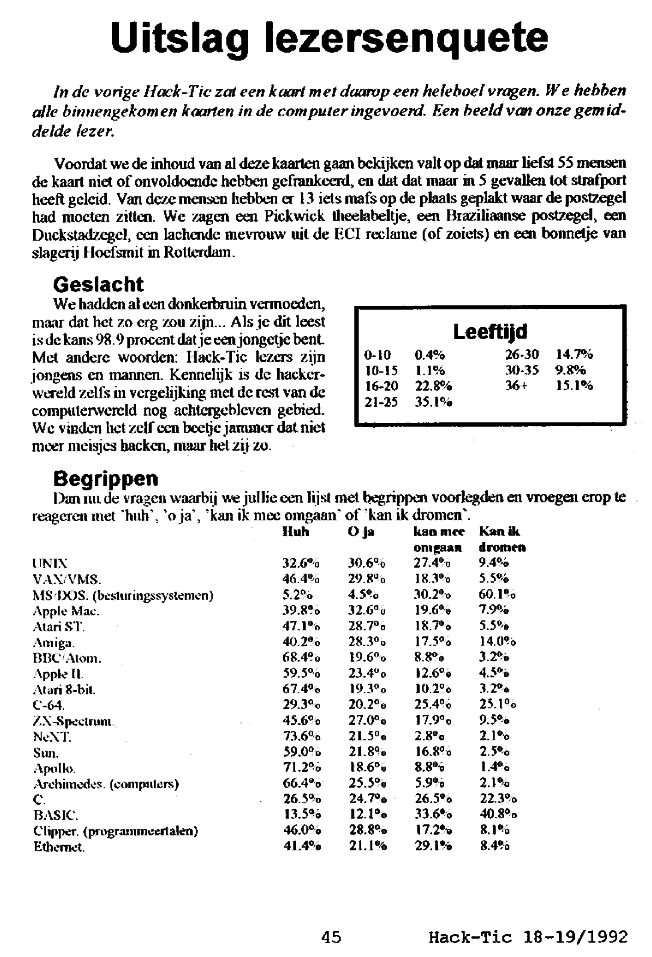 Uitslag lezersenquete
In de vorige Hack-Tic zat een kaart met daarop een heleboel vragen. We hebben
alle binnengekomen kaarten in de computer ingevoerd. Een beeld van onze gemid-
delde lezer.
Voordat we de inhoud van al deze kaarten gaan bekijken valt op dat maar liefst 55 mensen
de kaart niet of onvoldoende hebben gefrankeerd, en dat dat maar in 5 gevallen tot strafport
heeft geleid. Van deze mensen hebben er 13 iets mafs op de plaats geplakt waar de postzegel
had moeten zitten. We zagen een Pickwick theelabeltje, een Braziliaanse postzegel, een
Duckstadzegel, een lachende mevrouw uit de ECI reclame (of zoiets) en een bonnetje van
slagerij Hoefsmit in Rotterdam.
Geslacht
We hadden al een donkerbruin vermoeden,
maar dat het zo erg zou zijn... Als je dit leest
is de kans 98.9 procent dat je een jongetje bent.
Met andere woorden: Hack-Tic lezers zijn
jongens en mannen. Kennelijk is de hacker-
wereld zelfs in vergelijking met de rest van de
computerwereld nog achtergebleven gebied.
We vinden het zelf een beetje jammer dat niet
meer meisjes hacken, maar het zij zo.
Leeftijd
0-10 0.4% 26-30 14.7%
10-15 1.1% 30-35 9.8%
16-20 22.8% 36+ 15.1%
21-25 35.1%
Begrippen
Dan nu de vragen waarbij we jullie een lijst met begrippen voorlegden en vroegen erop te
reageren met 'huh', 'o ja', 'kan ik mee omgaan' of 'kan ik dromen'.
Huh O ja kan mee Kan ik
omgaan dromen
UNIX 32.6% 30.6% 27.4% 9.4%
VAX/VMS. 46.4% 29.8% 18.3% 5.5%
MS-DOS. (besturingssystemen) 5.2% 4.5% 30.2% 60.1%
Apple Mac. 39.8% 32.6% 19.6% 7.9%
Atari ST. 47.1% 28.7% 18.7% 5.5%
Amiga. 40.2% 28.3% 17.5% 14.0%
BBC/Atom. 68.4% 19.6% 8.8% 3.2%
Apple II. 59.5% 23.4% 12.6% 4.5%
Atari 8-bit. 67.4% 19.3% 10.2% 3.2%
C-64. 29.3% 20.2% 25.4% 25.1%
ZX-Spectrum. 45.6% 27.0% 17.9% 9.5%
NeXT. 73.6% 21.5% 2.8% 2.1%
Sun. 59.0% 21.8% 16.8% 2.5%
Apollo. 71.2% 18.6% 8.8% 1.4%
Archimedes. (computers) 66.4% 25.5% 5.9% 2.1%
C. 26.5% 24.7% 26.5% 22.3%
BASIC. 13.5% 12.1% 33.6% 40.8%
Clipper. (programmeertalen) 46.0% 28.8% 17.2% 8.1%
Ethernet. 41.4% 21.1% 29.1% 8.4%
45 Hack-Tic 18-19/1992